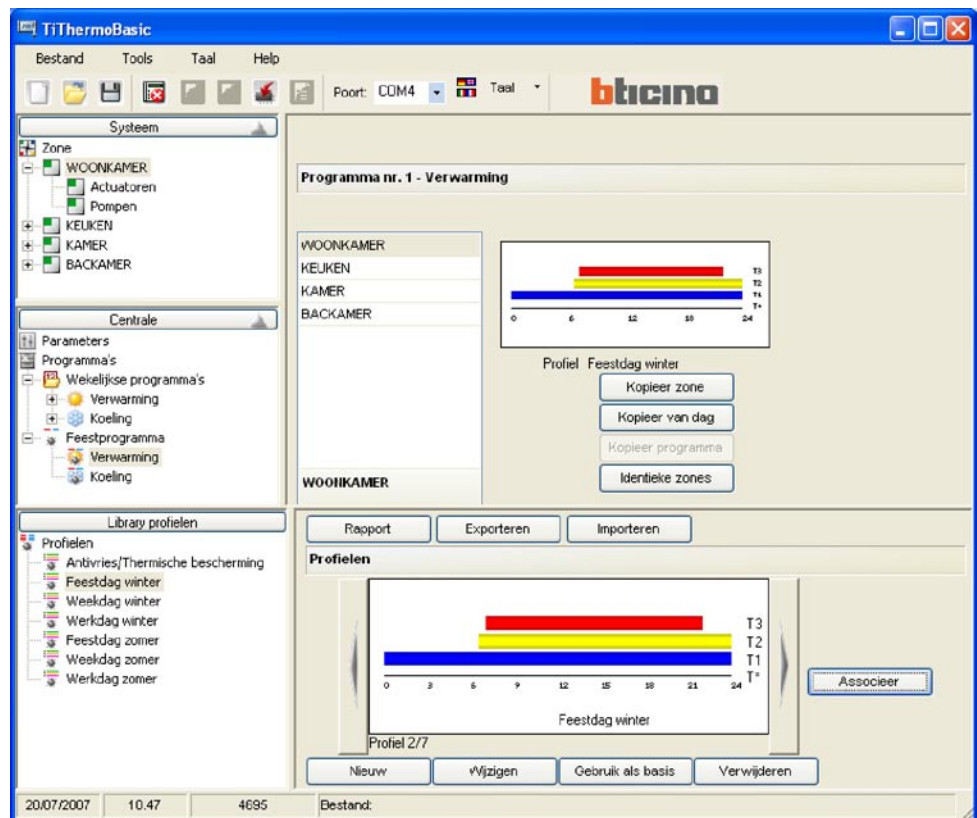 TiThermoBasic
Bestand Tools Taal Help
Poort: COM4 Taal bticino
Systeem
Zone
WOONKAMER
Actuatoren
Pompen
KEUKEN
KAMER
BACKAMER
Centrale
Parameters
Programma's
Wekelijkse programma's
Verwarming
Koeling
Feestprogramma
Verwarming
Koeling
Library profielen
Profielen
Antivries/Thermische bescherming
Feestdag winter
Weekdag winter
Werkdag winter
Feestdag zomer
Weekdag zomer
Werkdag zomer
Programma nr. 1 - Verwarming
WOONKAMER
KEUKEN
KAMER
BACKAMER
WOONKAMER
T3
T2
T1
T*
0 6 12 18 24
Profiel Feestdag winter
Kopieer zone
Kopieer van dag
Kopieer programma
Identieke zones
Rapport Exporteren Importeren
Profielen
T3
T2
T1
T*
0 3 6 9 12 15 18 21 24
Feestdag winter
Profiel 2/7
Associeer
Nieuw Wijzigen Gebruik als basis Verwijderen
20/07/2007 10.47 4695 Bestand: